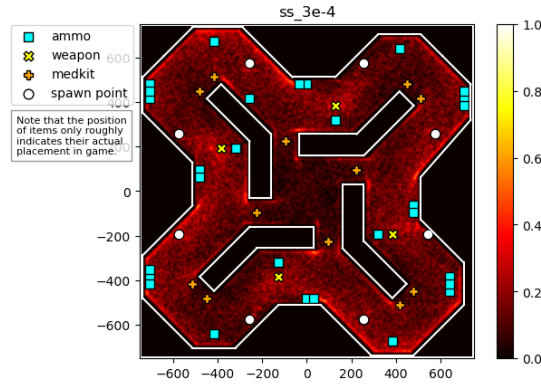 ss_3e-4
ammo
weapon
medkit
spawn point
Note that the position
of items only roughly
indicates their actual
placement in game.
600
400
200
0
−200
−400
−600
−600 −400 −200 0 200 400 600
1.0
0.8
0.6
0.4
0.2
0.0